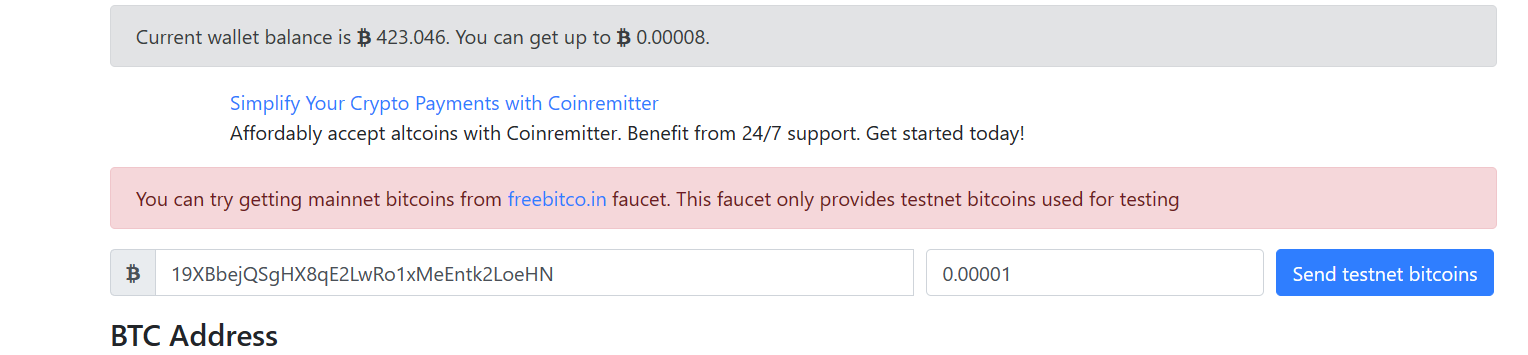 Current wallet balance is ₿ 423.046. You can get up to ₿ 0.00008.
Simplify Your Crypto Payments with Coinremitter
Affordably accept altcoins with Coinremitter. Benefit from 24/7 support. Get started today!
You can try getting mainnet bitcoins from freebitco.in faucet. This faucet only provides testnet bitcoins used for testing
₿ 19XBbejQSgHX8qE2LwRo1xMeEntk2LoeHN 0.00001 Send testnet bitcoins
BTC Address